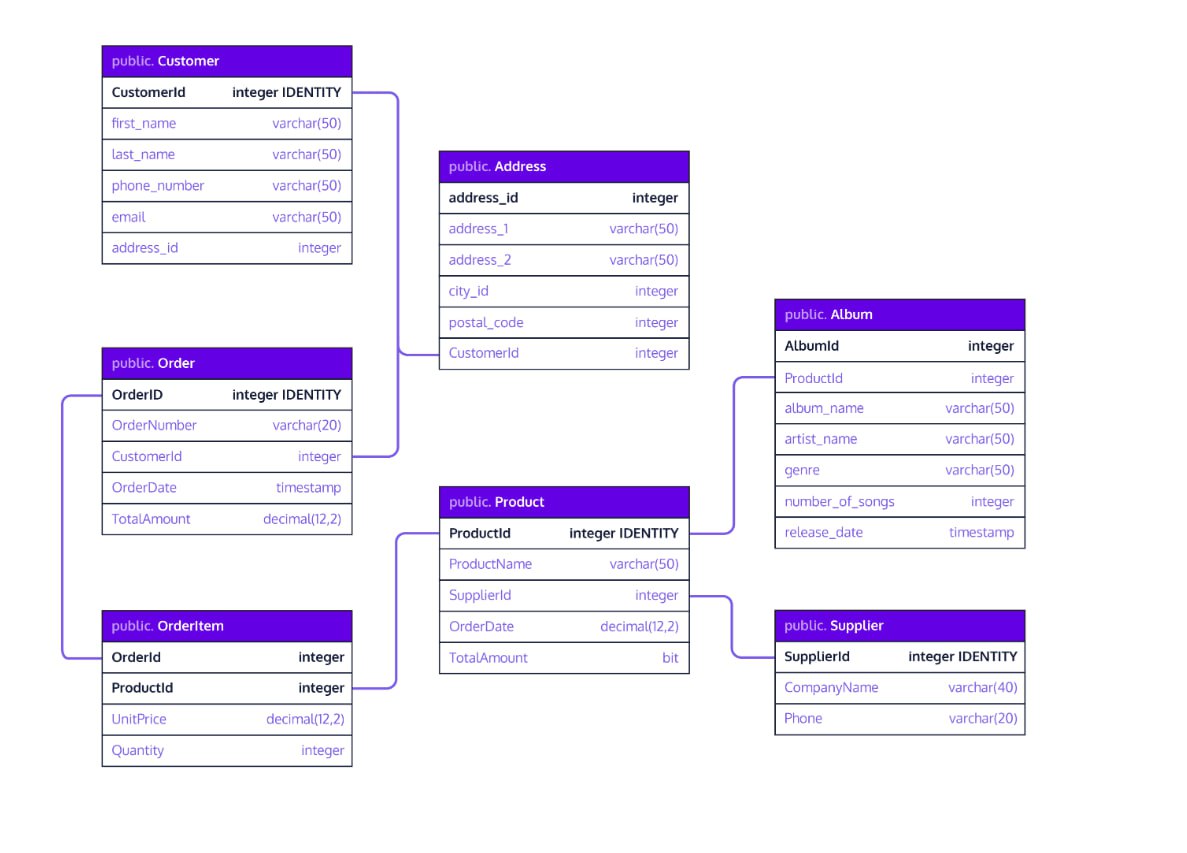 public. Customer
CustomerId integer IDENTITY
first_name varchar(50)
last_name varchar(50)
phone_number varchar(50)
email varchar(50)
address_id integer
public. Address
address_id integer
address_1 varchar(50)
address_2 varchar(50)
city_id integer
postal_code integer
CustomerId integer
public. Album
AlbumId integer
ProductId integer
album_name varchar(50)
artist_name varchar(50)
genre varchar(50)
number_of_songs integer
release_date timestamp
public. Order
OrderID integer IDENTITY
OrderNumber varchar(20)
CustomerId integer
OrderDate timestamp
TotalAmount decimal(12,2)
public. Product
ProductId integer IDENTITY
ProductName varchar(50)
SupplierId integer
OrderDate decimal(12,2)
TotalAmount bit
public. OrderItem
OrderId integer
ProductId integer
UnitPrice decimal(12,2)
Quantity integer
public. Supplier
SupplierId integer IDENTITY
CompanyName varchar(40)
Phone varchar(20)